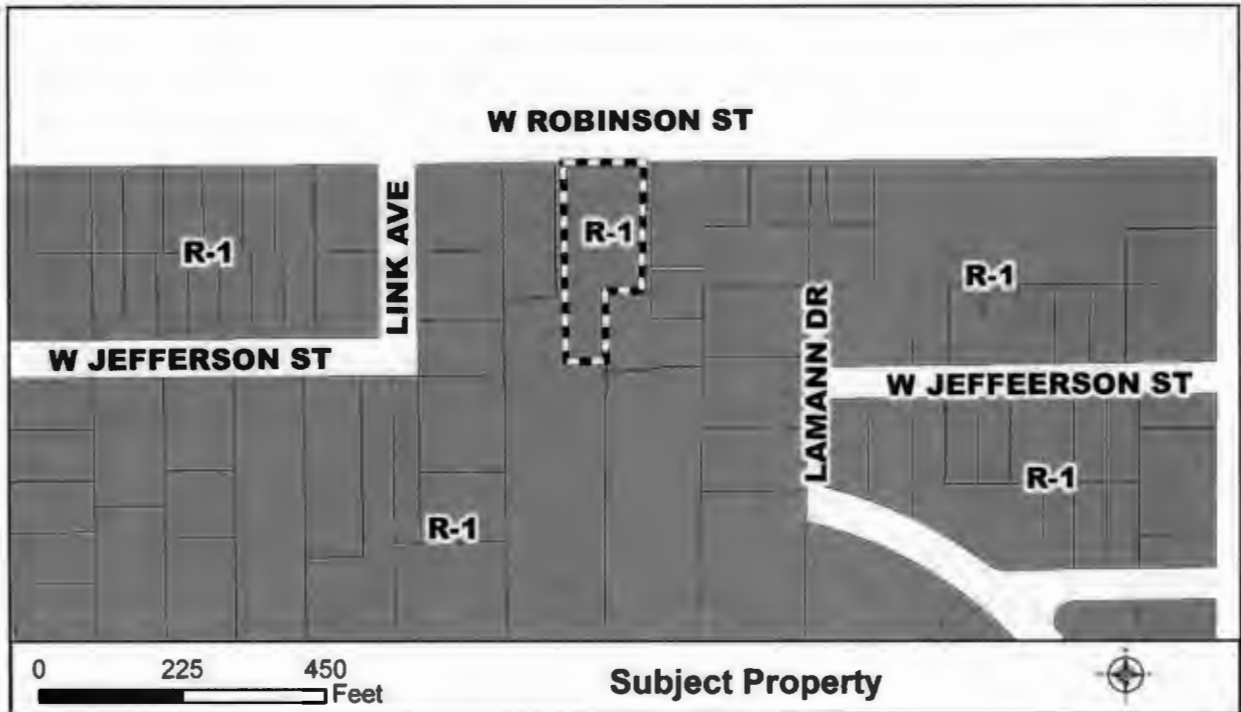 W ROBINSON ST
R-1
R-1
LINK AVE
R-1
W JEFFERSON ST
LAMANN DR
W JEFFEERSON ST
R-1
R-1
0 225 450
Feet
Subject Property